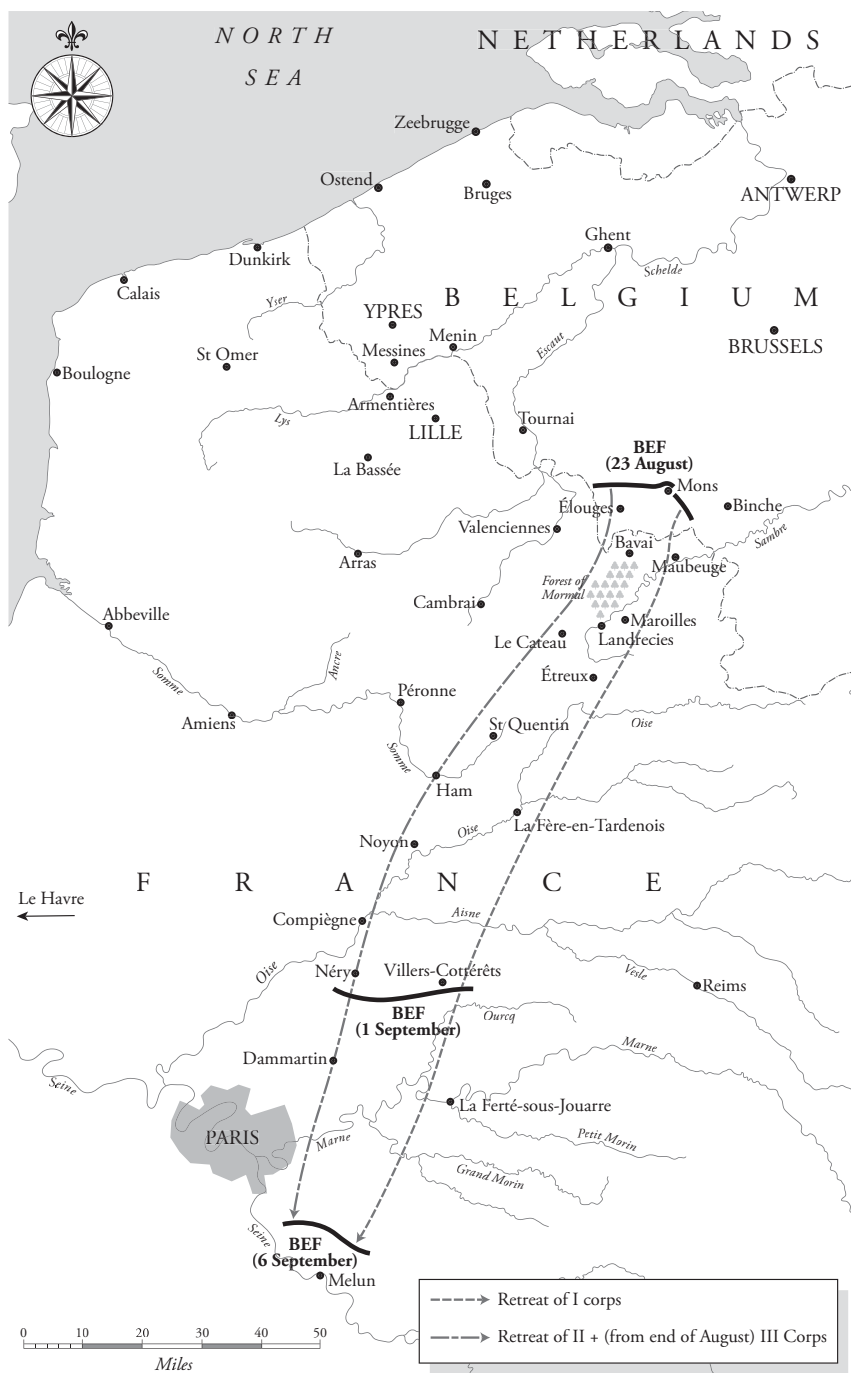 NORTH
SEA
NETHERLANDS
Zeebrugge
Ostend
Bruges
ANTWERP
Ghent
Dunkirk
Schelde
Calais
Yser
BELGIUM
YPRES
Menin
Escaut
BRUSSELS
St Omer
Messines
Boulogne
Armentières
Lys
LILLE
Tournai
La Bassée
BEF
(23 August)
Mons
Élouges
Binche
Valenciennes
Sambre
Arras
Bavai
Maubeuge
Forest of
Mormal
Cambrai
Abbeville
Maroilles
Le Cateau
Landrecies
Ancre
Somme
Étreux
Péronne
Amiens
St Quentin
Oise
Somme
Ham
La Fère-en-Tardenois
Oise
Noyon
FRANCE
Le Havre
Compiègne
Aisne
Oise
Néry
Villers-Cottérêts
Vesle
Reims
BEF
(1 September)
Ourcq
Dammartin
Marne
Seine
La Ferté-sous-Jouarre
PARIS
Marne
Petit Morin
Grand Morin
Seine
BEF
(6 September)
Melun
Retreat of I corps
Retreat of II + (from end of August) III Corps
0 10 20 30 40 50
Miles